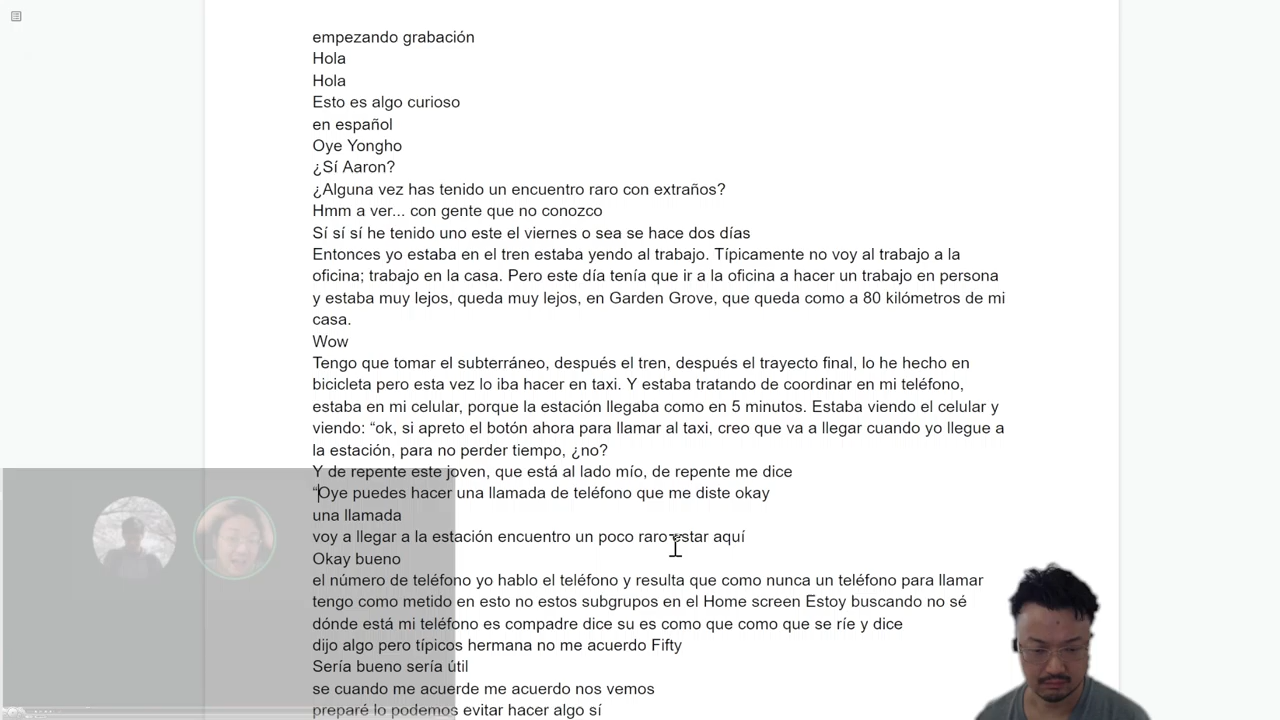 empezando grabación
Hola
Hola
Esto es algo curioso
en español
Oye Yongho
¿Sí Aaron?
¿Alguna vez has tenido un encuentro raro con extraños?
Hmm a ver... con gente que no conozco
Sí sí sí he tenido uno este el viernes o sea se hace dos días
Entonces yo estaba en el tren estaba yendo al trabajo. Típicamente no voy al trabajo a la
oficina; trabajo en la casa. Pero este día tenía que ir a la oficina a hacer un trabajo en persona
y estaba muy lejos, queda muy lejos, en Garden Grove, que queda como a 80 kilómetros de mi
casa.
Wow
Tengo que tomar el subterráneo, después el tren, después el trayecto final, lo he hecho en
bicicleta pero esta vez lo iba hacer en taxi. Y estaba tratando de coordinar en mi teléfono,
estaba en mi celular, porque la estación llegaba como en 5 minutos. Estaba viendo el celular y
viendo: “ok, si apreto el botón ahora para llamar al taxi, creo que va a llegar cuando yo llegue a
la estación, para no perder tiempo, ¿no?
Y de repente este joven, que está al lado mío, de repente me dice
“Oye puedes hacer una llamada de teléfono que me diste okay
una llamada
voy a llegar a la estación encuentro un poco raro estar aquí
Okay bueno
el número de teléfono yo hablo el teléfono y resulta que como nunca un teléfono para llamar
tengo como metido en esto no estos subgrupos en el Home screen Estoy buscando no sé
dónde está mi teléfono es compadre dice su es como que como que se ríe y dice
dijo algo pero típicos hermana no me acuerdo Fifty
Sería bueno sería útil
se cuando me acuerde me acuerdo nos vemos
preparé lo podemos evitar hacer algo sí